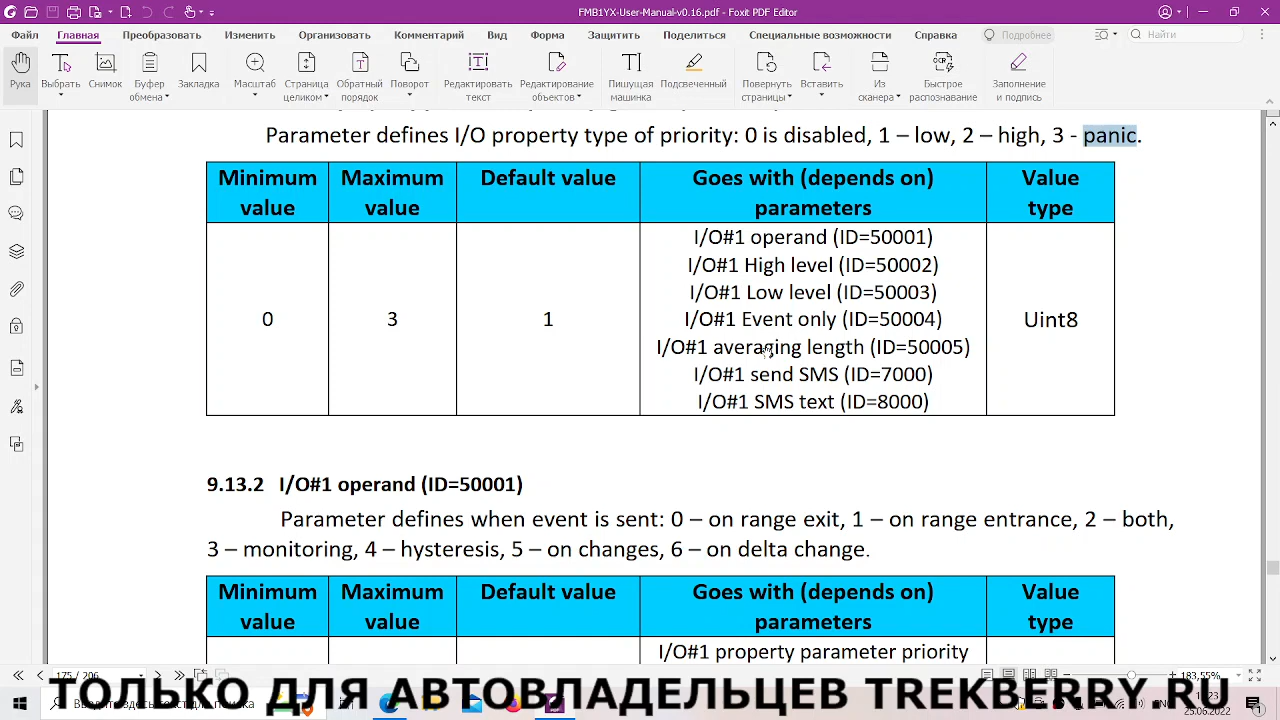 FMB1YX-User-Manual-v0.16.pdf - Foxit PDF Editor
Файл Главная Преобразовать Изменить Организовать Комментарий Вид Форма Защитить Поделиться Специальные возможности Справка Подробнее Найти
Рука Выбрать Снимок Буфер обмена Закладка Масштаб Страница целиком Обратный порядок Поворот Редактировать текст Редактирование объектов Пишущая машинка Подсвеченный Повернуть страницы Вставить Из сканера Быстрое распознавание Заполнение и подпись
Parameter defines I/O property type of priority: 0 is disabled, 1 – low, 2 – high, 3 - panic.
Minimum value Maximum value Default value Goes with (depends on) parameters Value type
I/O#1 operand (ID=50001)
I/O#1 High level (ID=50002)
I/O#1 Low level (ID=50003)
0 3 1 I/O#1 Event only (ID=50004) Uint8
I/O#1 averaging length (ID=50005)
I/O#1 send SMS (ID=7000)
I/O#1 SMS text (ID=8000)
9.13.2 I/O#1 operand (ID=50001)
Parameter defines when event is sent: 0 – on range exit, 1 – on range entrance, 2 – both,
3 – monitoring, 4 – hysteresis, 5 – on changes, 6 – on delta change.
Minimum value Maximum value Default value Goes with (depends on) parameters Value type
I/O#1 property parameter priority
175 / 206 183,55%
ТОЛЬКО ДЛЯ АВТОВЛАДЕЛЬЦЕВ TREKBERRY.RU
25.06.2022